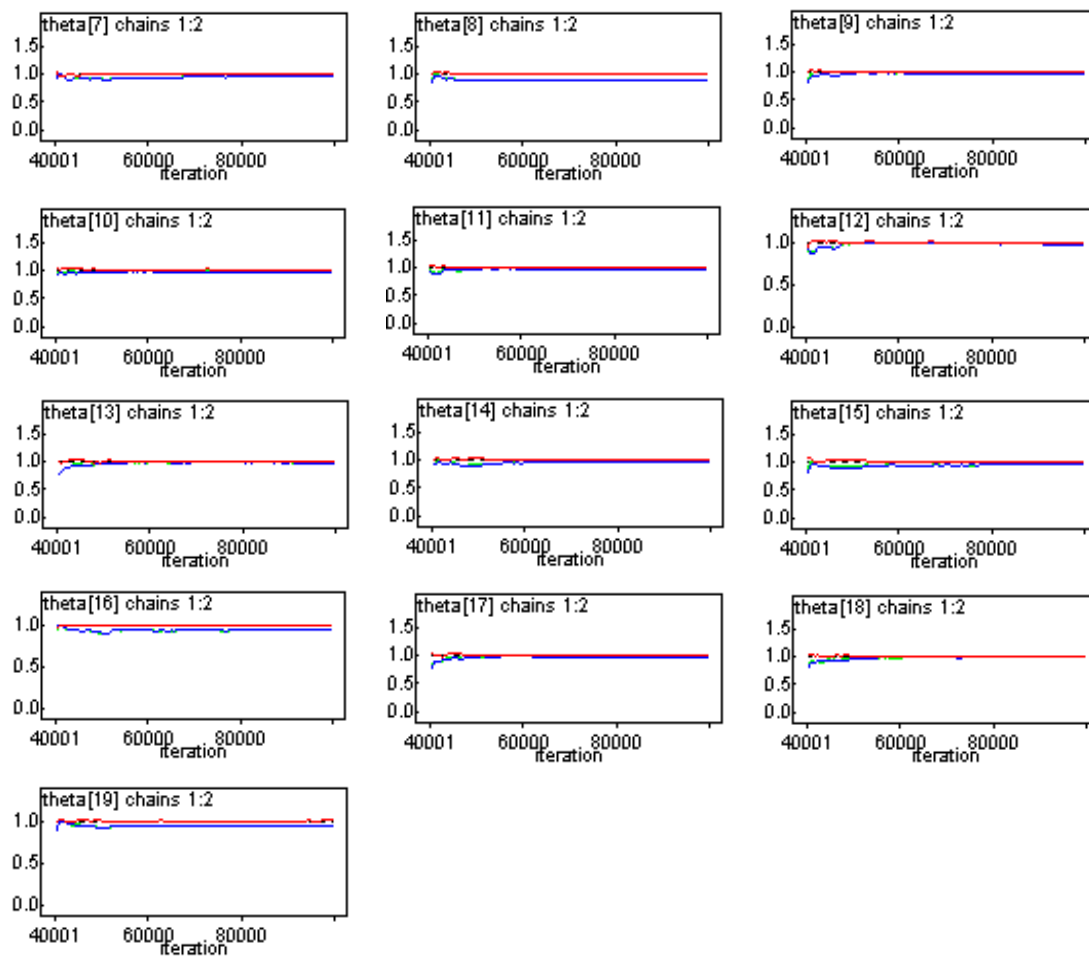 theta[7] chains 1:2
1.5
1.0
0.5
0.0
40001 60000 80000
iteration
theta[8] chains 1:2
1.5
1.0
0.5
0.0
40001 60000 80000
iteration
theta[9] chains 1:2
1.5
1.0
0.5
0.0
40001 60000 80000
iteration
theta[10] chains 1:2
1.5
1.0
0.5
0.0
40001 60000 80000
iteration
theta[11] chains 1:2
1.5
1.0
0.5
0.0
40001 60000 80000
iteration
theta[12] chains 1:2
1.0
0.5
0.0
40001 60000 80000
iteration
theta[13] chains 1:2
1.5
1.0
0.5
0.0
40001 60000 80000
iteration
theta[14] chains 1:2
1.5
1.0
0.5
0.0
40001 60000 80000
iteration
theta[15] chains 1:2
1.5
1.0
0.5
0.0
40001 60000 80000
iteration
theta[16] chains 1:2
1.0
0.5
0.0
40001 60000 80000
iteration
theta[17] chains 1:2
1.5
1.0
0.5
0.0
40001 60000 80000
iteration
theta[18] chains 1:2
1.5
1.0
0.5
0.0
40001 60000 80000
iteration
theta[19] chains 1:2
1.0
0.5
0.0
40001 60000 80000
iteration